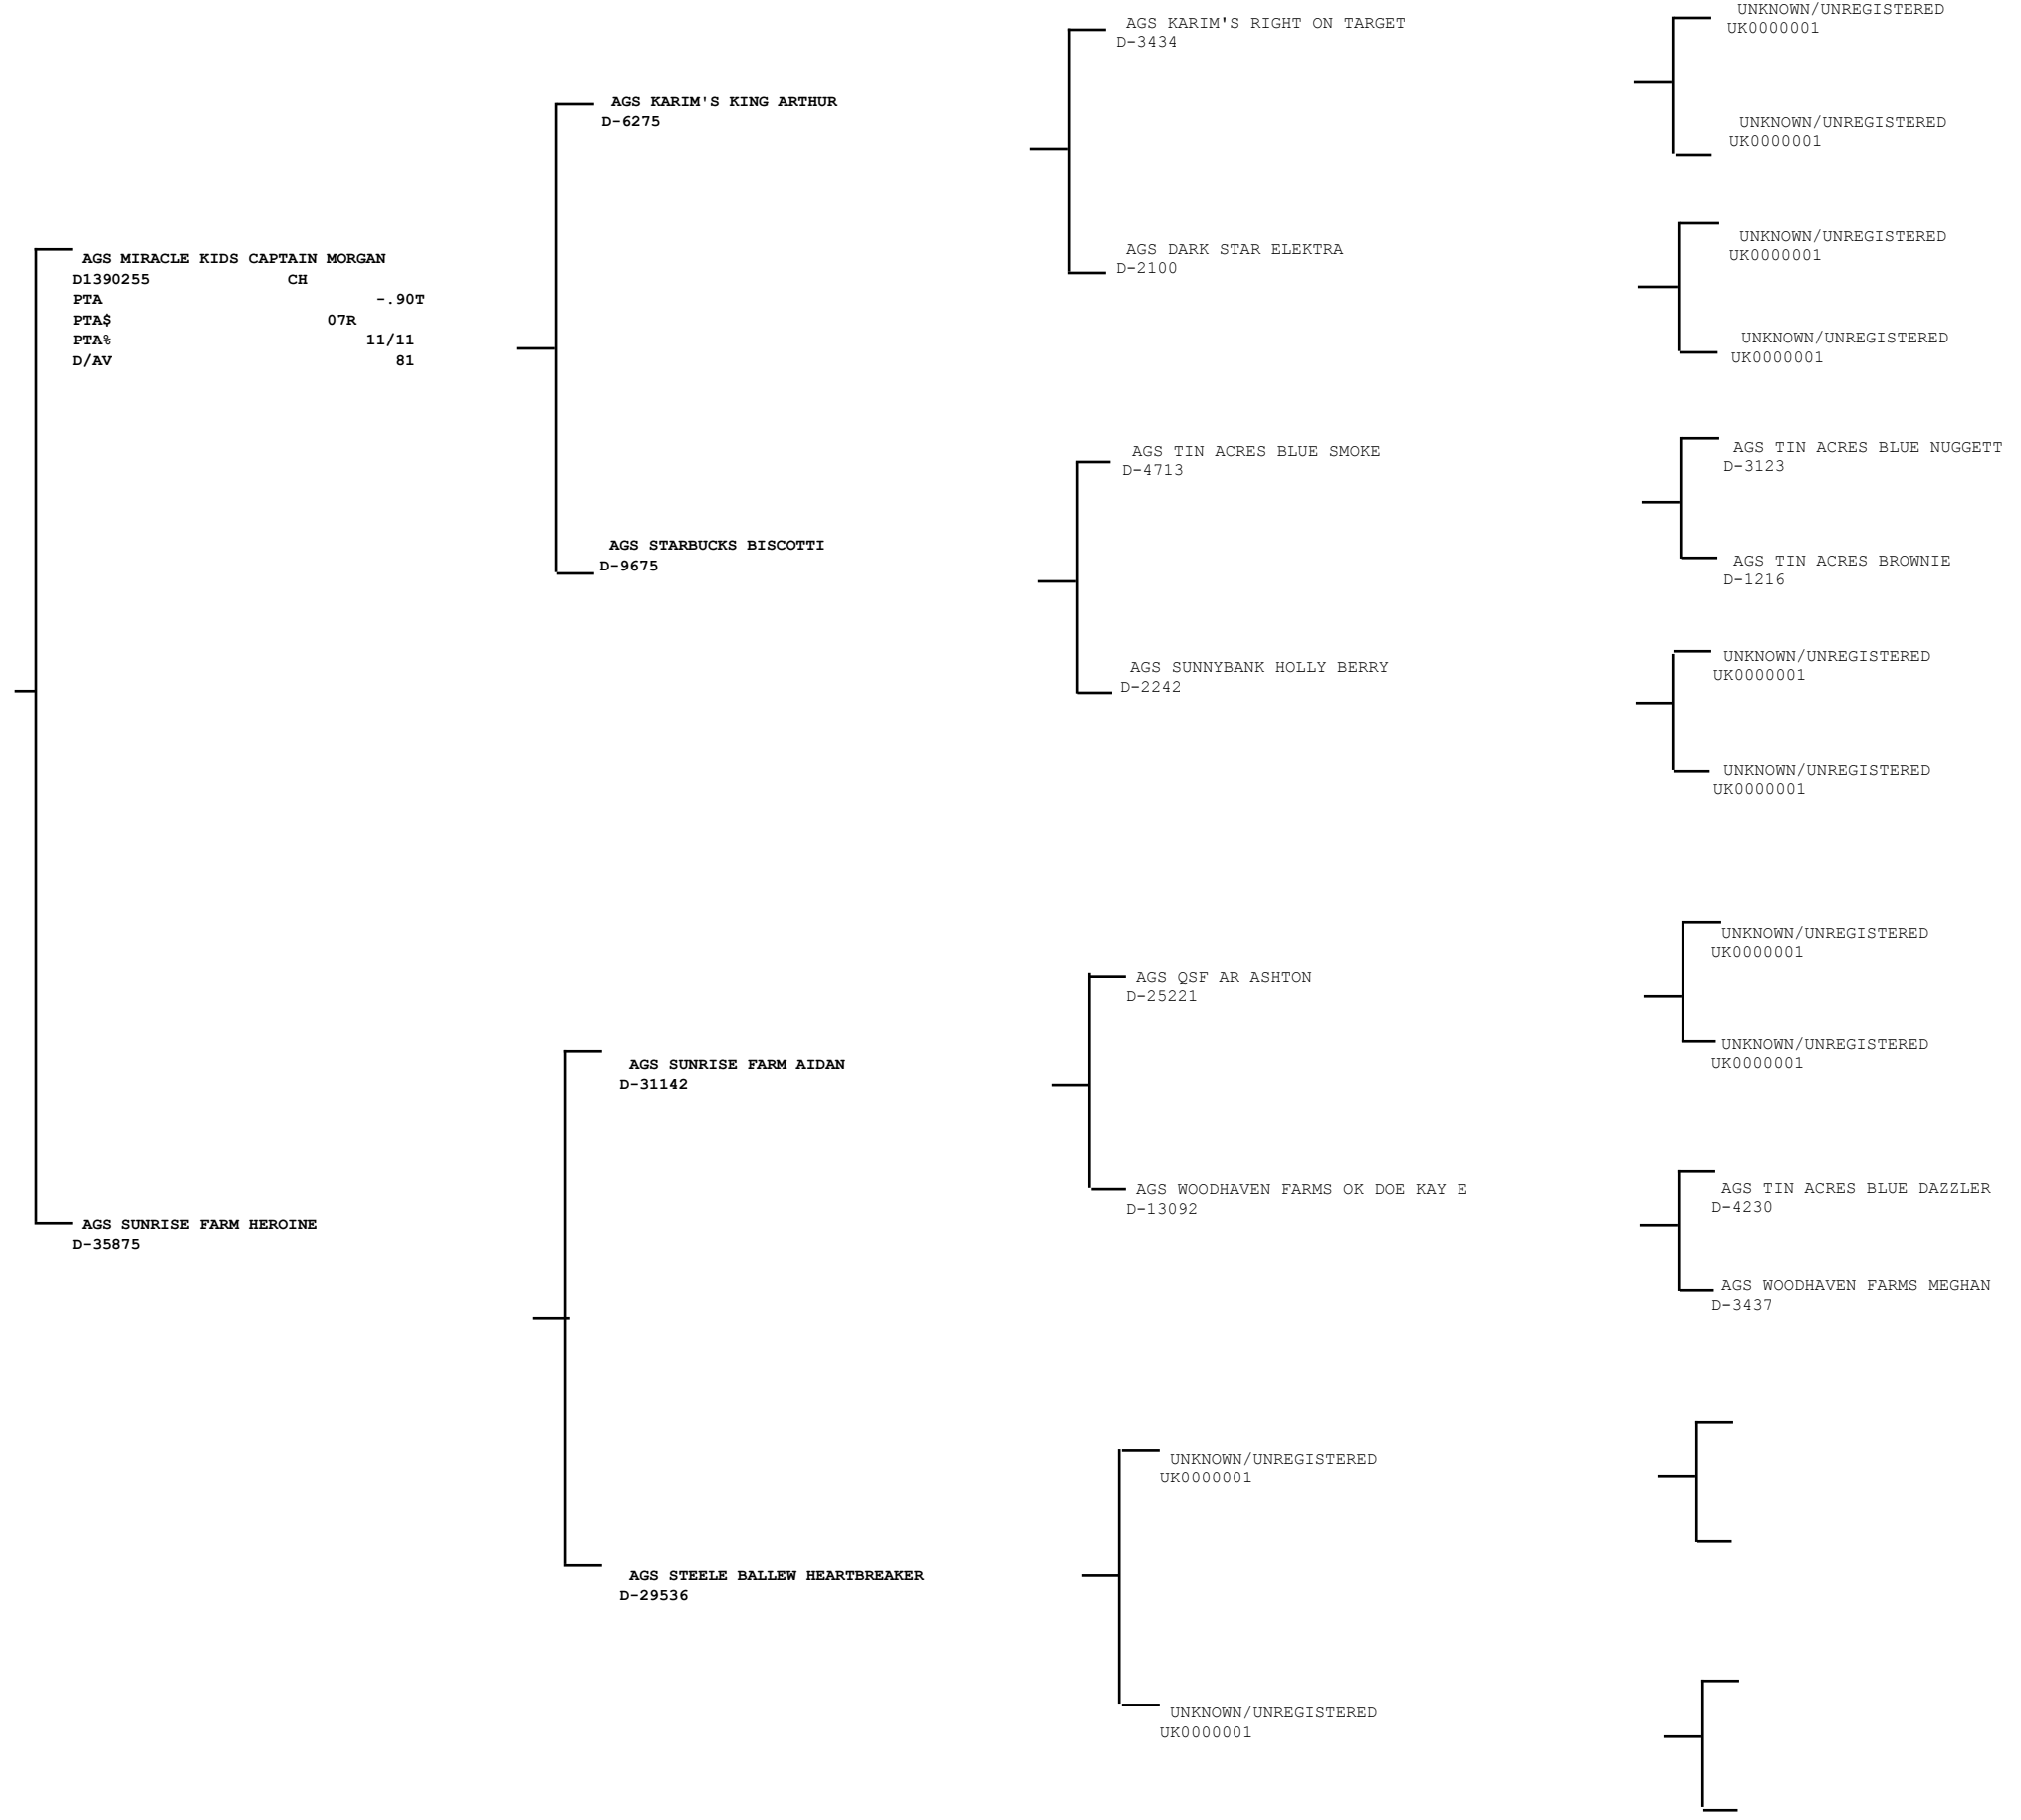 AGS MIRACLE KIDS CAPTAIN MORGAN
D1390255 CH
PTA -.90T
PTA$ 07R
PTA% 11/11
D/AV 81
AGS SUNRISE FARM HEROINE
D-35875
AGS KARIM'S KING ARTHUR
D-6275
AGS STARBUCKS BISCOTTI
D-9675
AGS SUNRISE FARM AIDAN
D-31142
AGS STEELE BALLEW HEARTBREAKER
D-29536
AGS KARIM'S RIGHT ON TARGET
D-3434
AGS DARK STAR ELEKTRA
D-2100
AGS TIN ACRES BLUE SMOKE
D-4713
AGS SUNNYBANK HOLLY BERRY
D-2242
AGS QSF AR ASHTON
D-25221
AGS WOODHAVEN FARMS OK DOE KAY E
D-13092
UNKNOWN/UNREGISTERED
UK0000001
UNKNOWN/UNREGISTERED
UK0000001
UNKNOWN/UNREGISTERED
UK0000001
UNKNOWN/UNREGISTERED
UK0000001
UNKNOWN/UNREGISTERED
UK0000001
UNKNOWN/UNREGISTERED
UK0000001
AGS TIN ACRES BLUE NUGGETT
D-3123
AGS TIN ACRES BROWNIE
D-1216
UNKNOWN/UNREGISTERED
UK0000001
UNKNOWN/UNREGISTERED
UK0000001
UNKNOWN/UNREGISTERED
UK0000001
UNKNOWN/UNREGISTERED
UK0000001
AGS TIN ACRES BLUE DAZZLER
D-4230
AGS WOODHAVEN FARMS MEGHAN
D-3437